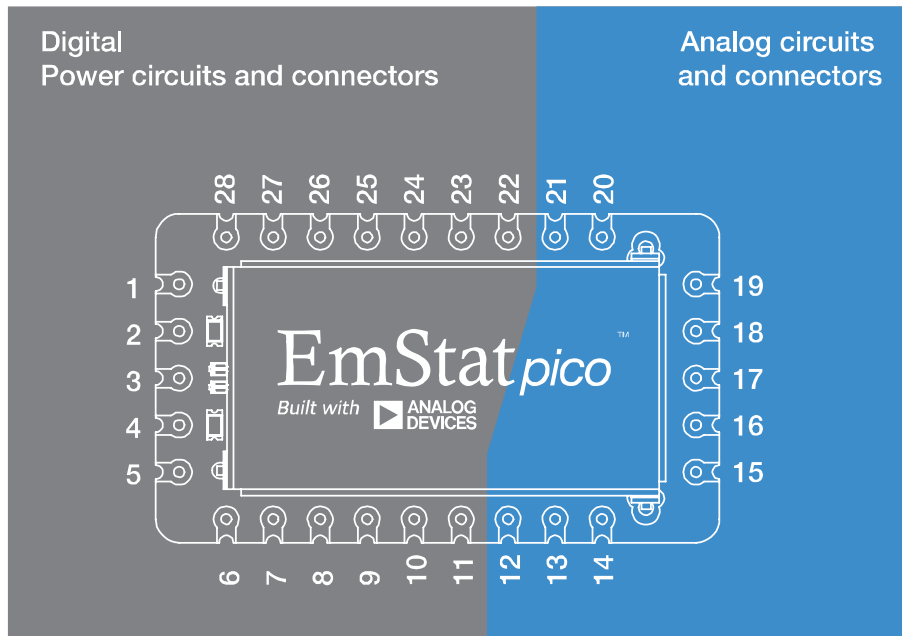 Digital
Power circuits and connectors
Analog circuits
and connectors
28 27 26 25 24 23 22 21 20
1
2
3
4
5
19
18
17
16
15
EmStat pico ™
Built with ANALOG
DEVICES
6 7 8 9 10 11 12 13 14